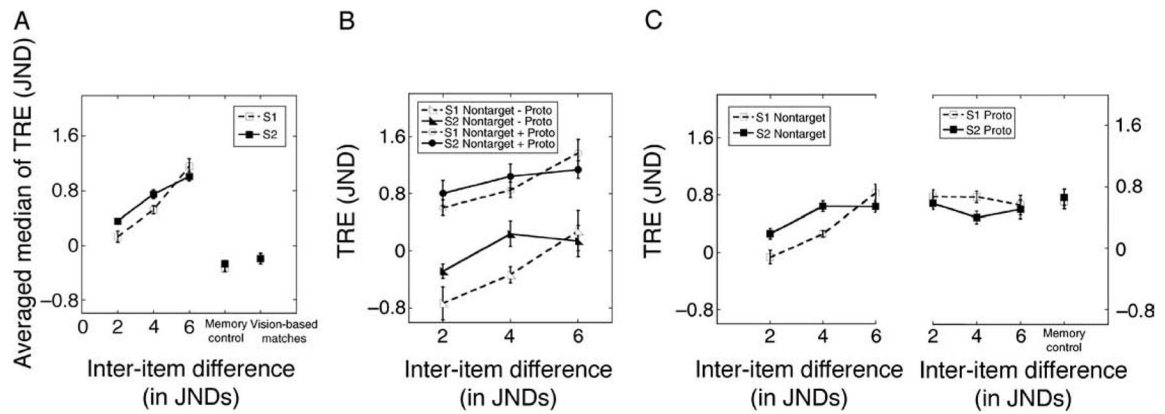 A
B
C
Averaged median of TRE (JND) >
1.6
0.8
0
−0.8
S1
S2
0
2
4
6
Memory control
Vision-based matches
Inter-item difference
(in JNDs)
TRE (JND)
1.6
0.8
0
−0.8
S1 Nontarget - Proto
S2 Nontarget - Proto
S1 Nontarget + Proto
S2 Nontarget + Proto
2
4
6
Inter-item difference
(in JNDs)
TRE (JND)
1.6
0.8
0
−0.8
S1 Nontarget
S2 Nontarget
2
4
6
Inter-item difference
(in JNDs)
S1 Proto
S2 Proto
1.6
0.8
0
−0.8
2
4
6
Memory
control
Inter-item difference
(in JNDs)